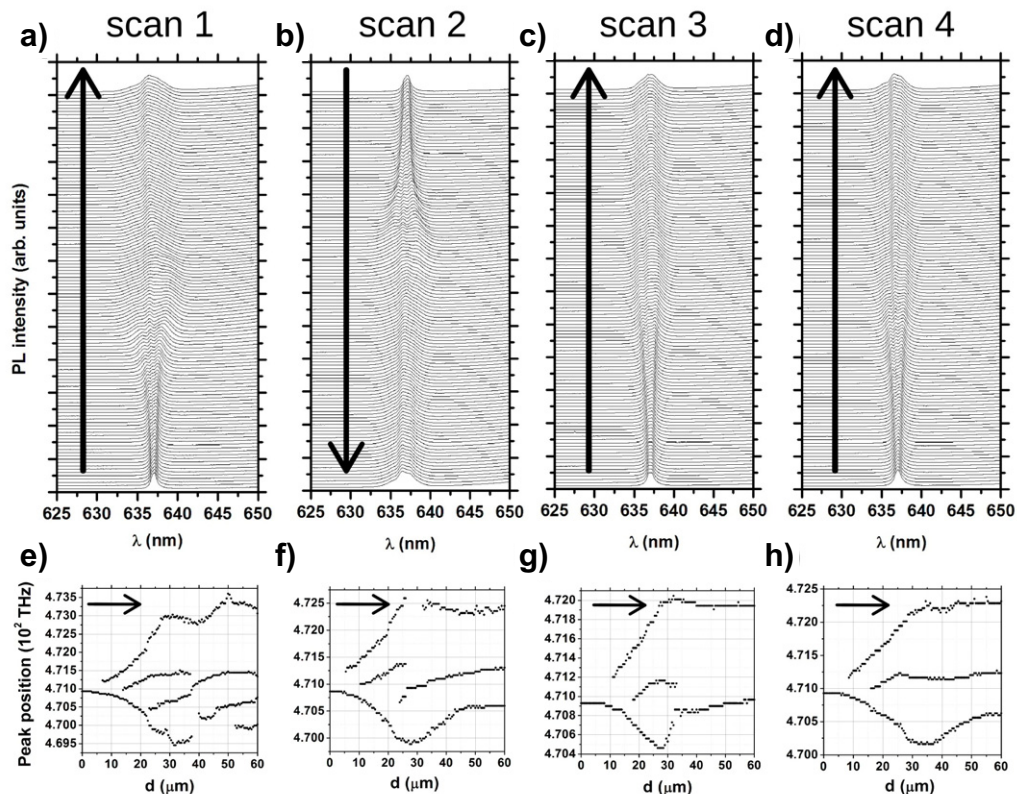 a) scan 1
b) scan 2
c) scan 3
d) scan 4
PL intensity (arb. units)
625 630 635 640 645 650
625 630 635 640 645 650
625 630 635 640 645 650
625 630 635 640 645 650
λ (nm)
λ (nm)
λ (nm)
λ (nm)
e)
f)
g)
h)
Peak position (10² THz)
4.735
4.730
4.725
4.720
4.715
4.710
4.705
4.700
4.695
0 10 20 30 40 50 60
d (μm)
4.725
4.720
4.715
4.710
4.705
4.700
0 10 20 30 40 50 60
d (μm)
4.720
4.718
4.716
4.714
4.712
4.710
4.708
4.706
4.704
0 10 20 30 40 50 60
d (μm)
4.725
4.720
4.715
4.710
4.705
4.700
0 10 20 30 40 50 60
d (μm)